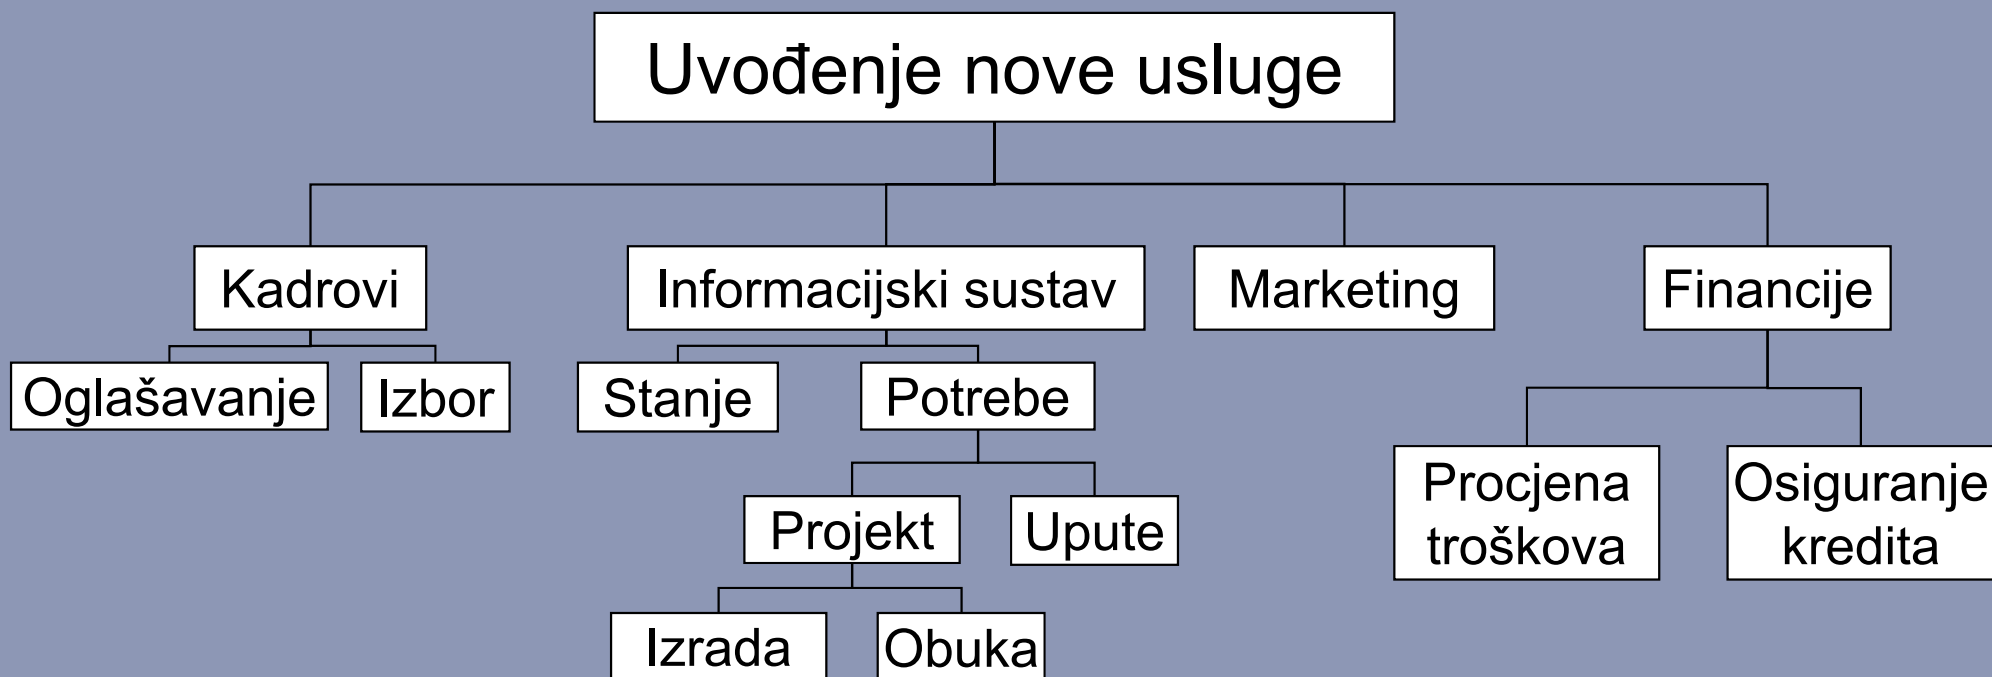 Uvođenje nove usluge
Kadrovi
Informacijski sustav
Marketing
Financije
Oglašavanje
Izbor
Stanje
Potrebe
Procjena
troškova
Osiguranje
kredita
Projekt
Upute
Izrada
Obuka